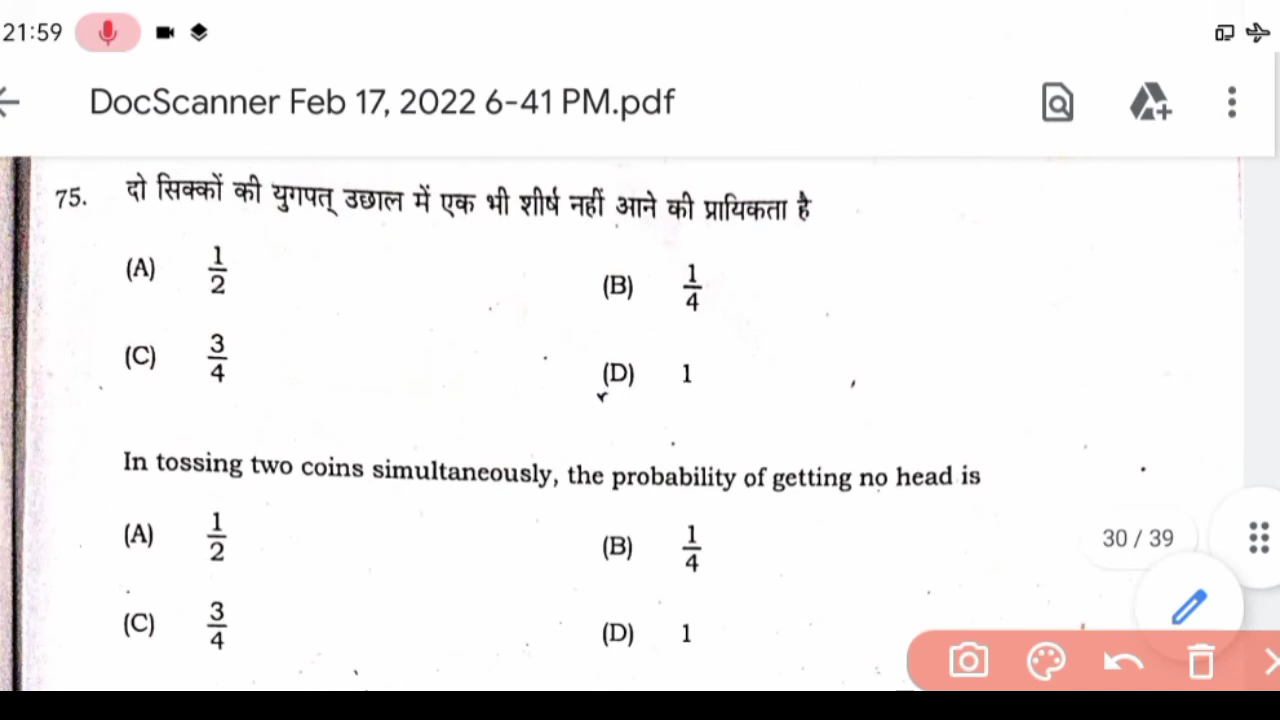 21:59
DocScanner Feb 17, 2022 6-41 PM.pdf
75. दो सिक्कों की युगपत् उछाल में एक भी शीर्ष नहीं आने की प्रायिकता है
(A) 1/2 (B) 1/4
(C) 3/4 (D) 1
In tossing two coins simultaneously, the probability of getting no head is
(A) 1/2 (B) 1/4
30 / 39
(C) 3/4 (D) 1